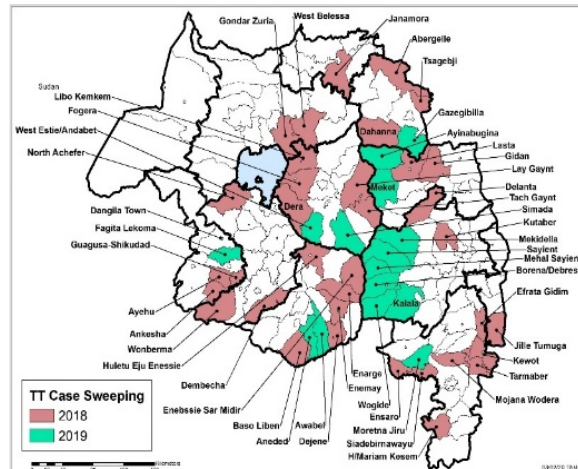 West Belessa
Gondar Zuria
Janamora
Abergelle
Tsagebji
Sudan
Libo Kemkem
Fogera
West Estie/Andabet
North Achefer
Gazegibilla
Dahanna
Ayinabugina
Lasta
Gidan
Lay Gaynt
Meket
Delanta
Tach Gaynt
Dera
Simada
Kutaber
Dangila Town
Fagita Lekoma
Guagusa-Shikudad
Mekidella
Sayient
Mehal Sayien
Borena/Debres
Kalala
Efrata Gidim
Ayehu
Ankesha
Wonberma
Huletu Eju Enessie
Jille Tumuga
Kewot
Tarmaber
Dembecha
Enarge
Enemay
Mojana Wodera
Enebssie Sar Midir
Wogide
Ensaro
Baso Liben
Awabel
Moretna Jiru
Aneded
Dejene
Siadebirnawayu
H/Mariam Kesem
TT Case Sweeping
2018
2019